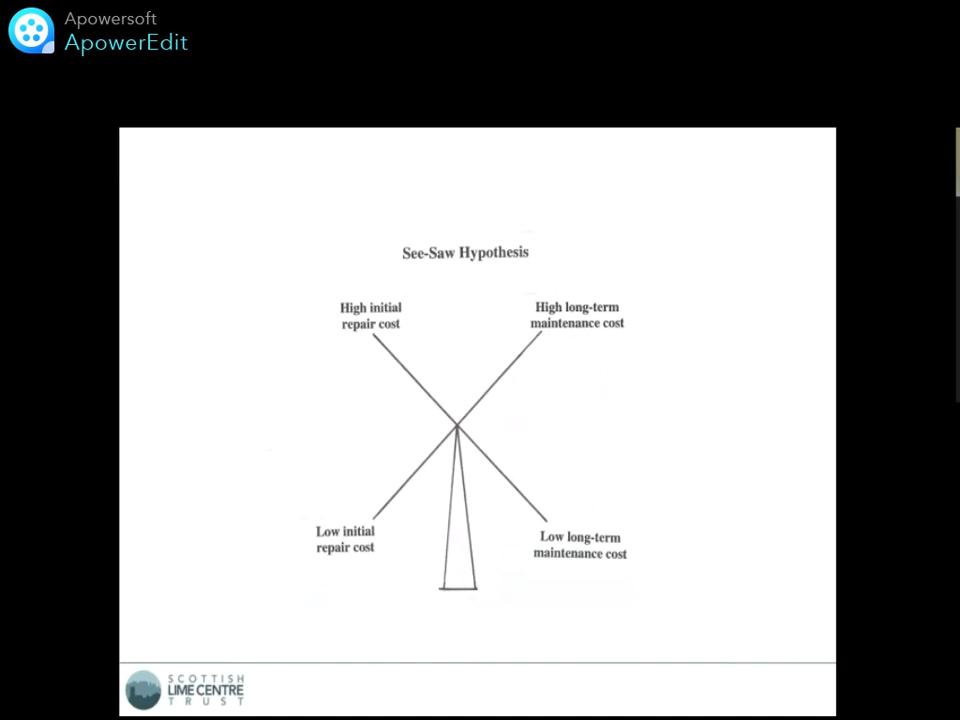 Apowersoft
ApowerEdit
See-Saw Hypothesis
High initial
repair cost
High long-term
maintenance cost
Low initial
repair cost
Low long-term
maintenance cost
SCOTTISH
LIME CENTRE
TRUST